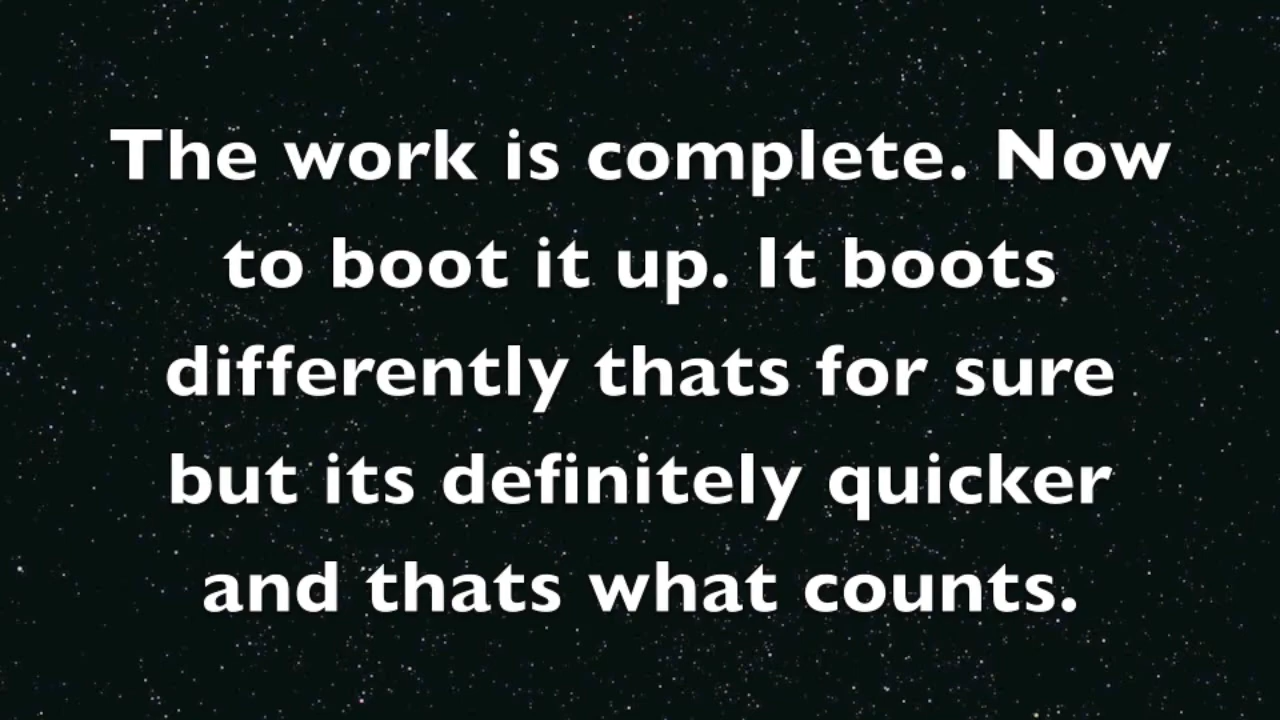 The work is complete. Now
to boot it up. It boots
differently thats for sure
but its definitely quicker
and thats what counts.